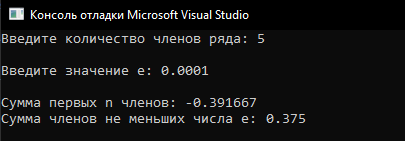 Консоль отладки Microsoft Visual Studio
Введите количество членов ряда: 5
Введите значение e: 0.0001
Сумма первых n членов: -0.391667
Сумма членов не меньших числа e: 0.375